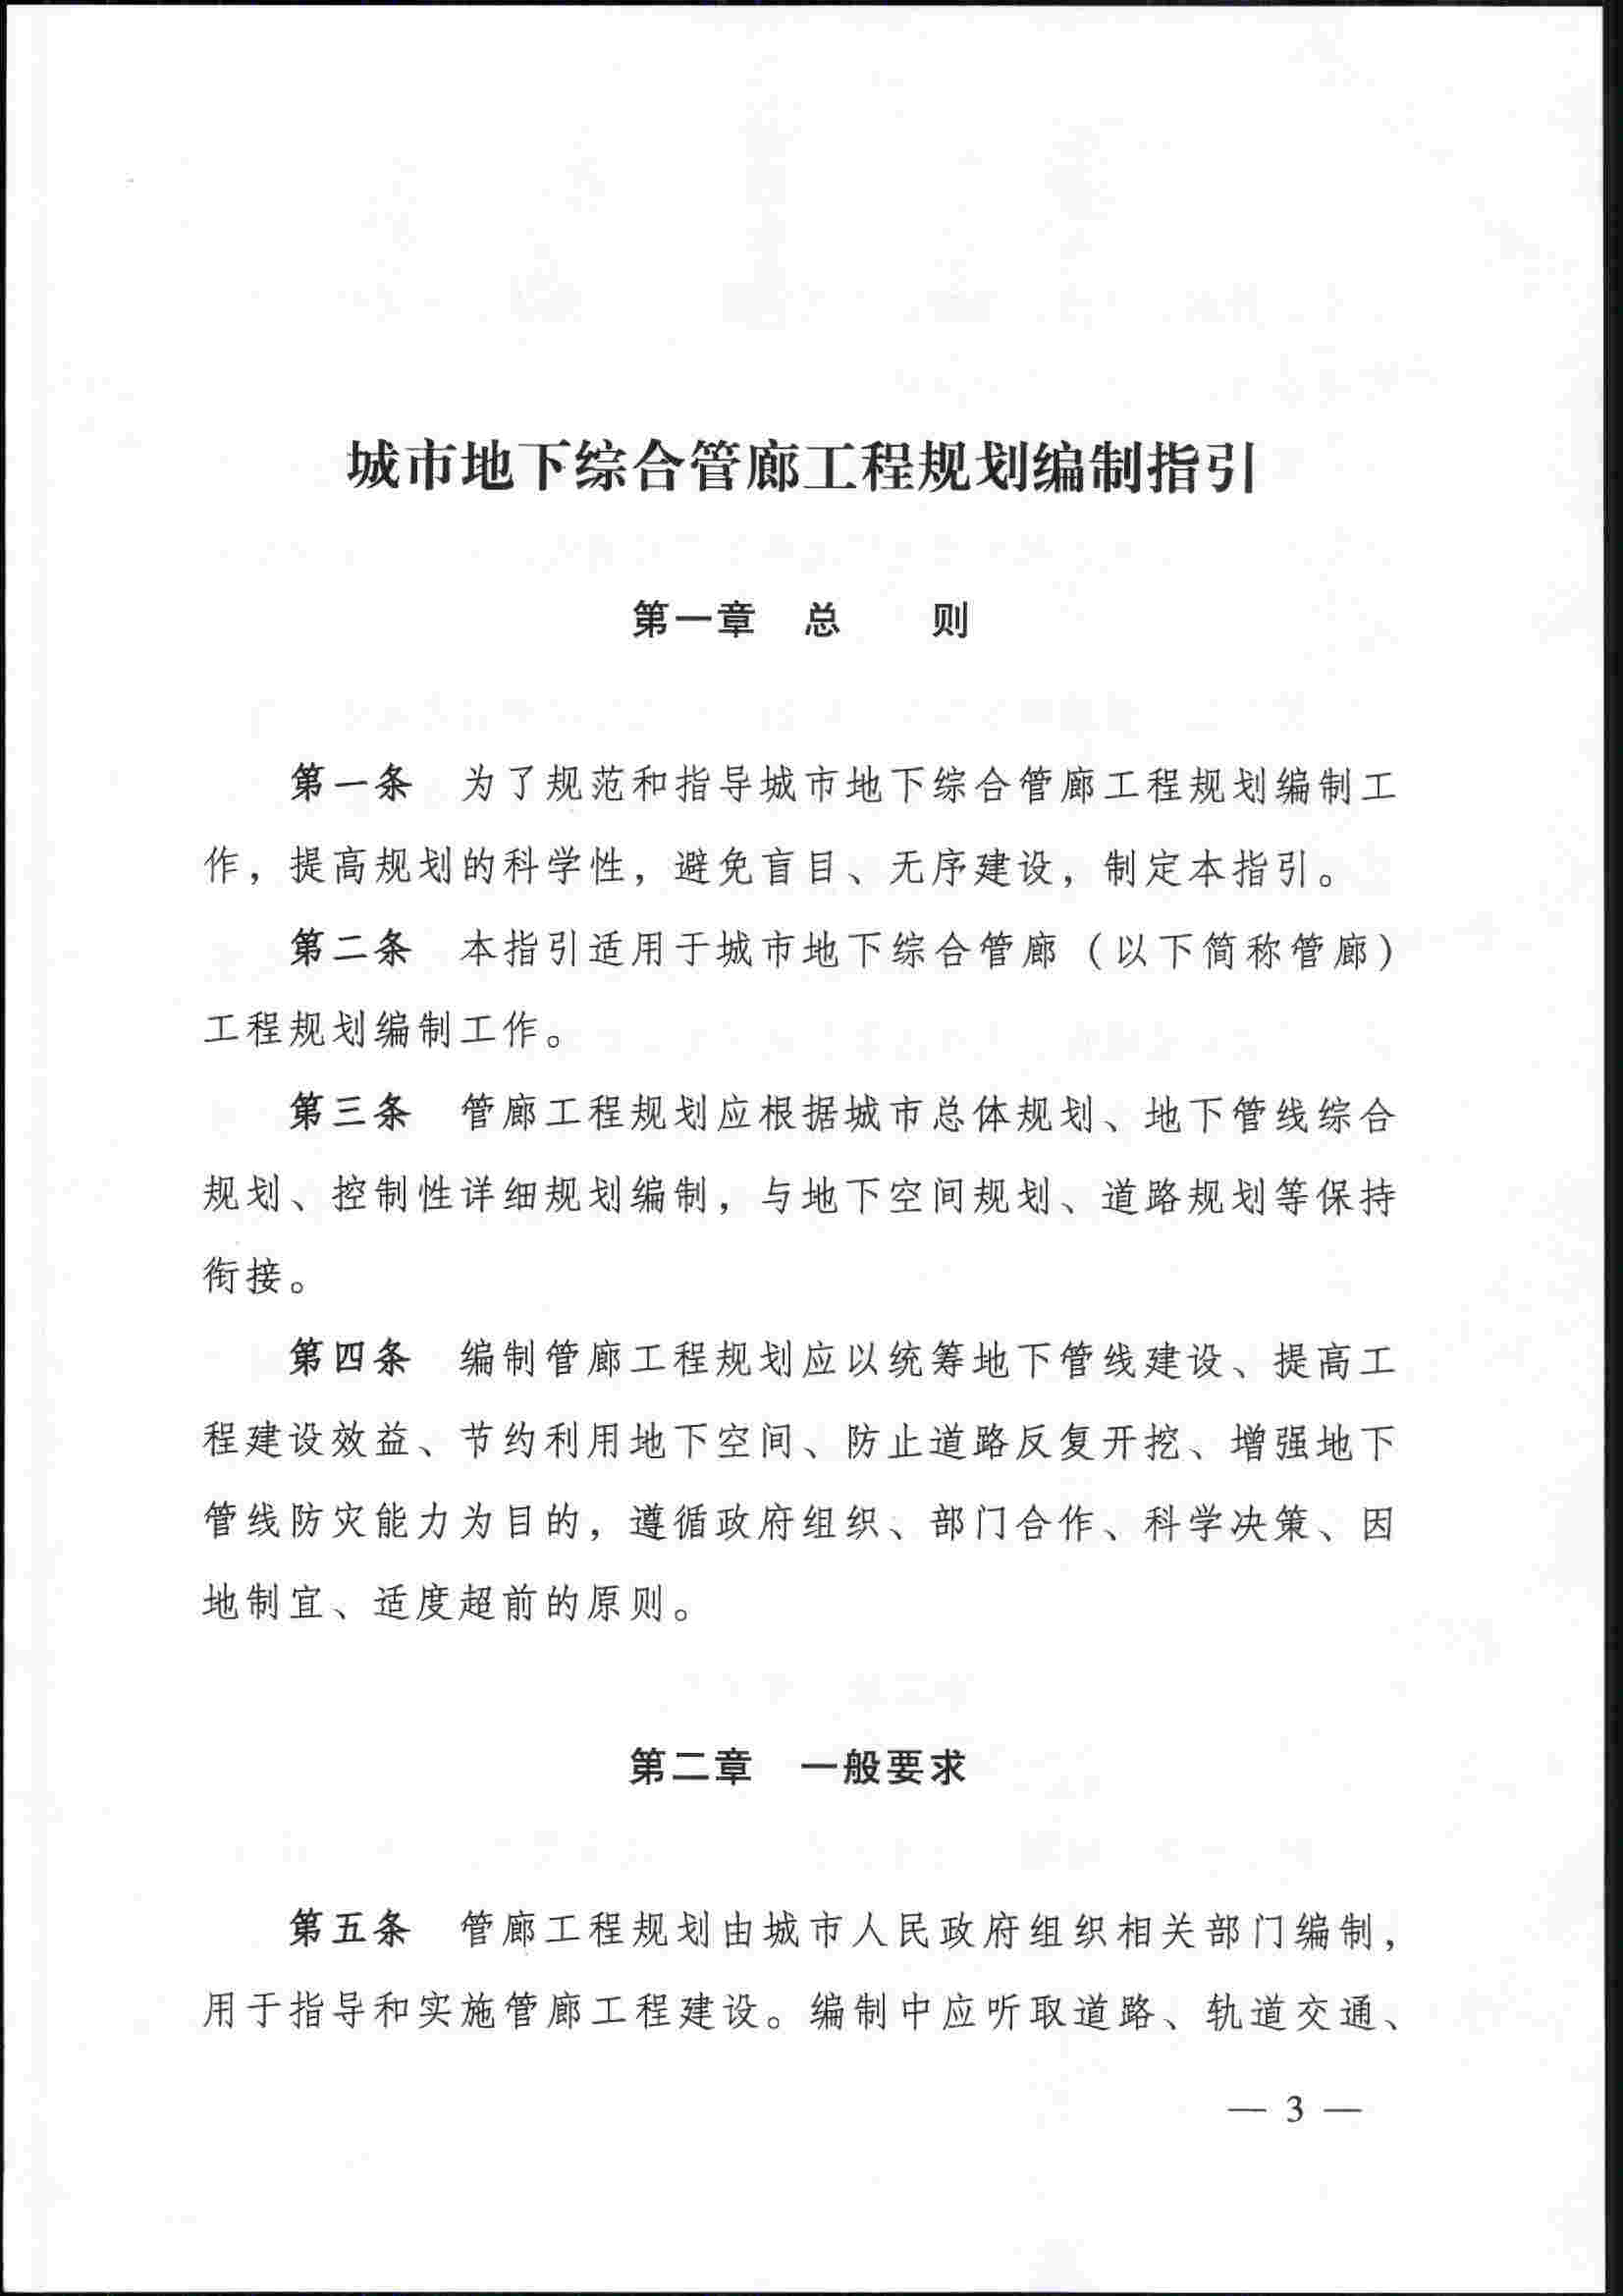 城市地下综合管廊工程规划编制指引
第一章 总 则
第一条 为了规范和指导城市地下综合管廊工程规划编制工
作，提高规划的科学性，避免盲目、无序建设，制定本指引。
第二条 本指引适用于城市地下综合管廊（以下简称管廊）
工程规划编制工作。
第三条 管廊工程规划应根据城市总体规划、地下管线综合
规划、控制性详细规划编制，与地下空间规划、道路规划等保持
衔接。
第四条 编制管廊工程规划应以统筹地下管线建设、提高工
程建设效益、节约利用地下空间、防止道路反复开挖、增强地下
管线防灾能力为目的，遵循政府组织、部门合作、科学决策、因
地制宜、适度超前的原则。
第二章 一般要求
第五条 管廊工程规划由城市人民政府组织相关部门编制，
用于指导和实施管廊工程建设。编制中应听取道路、轨道交通、
— 3 —